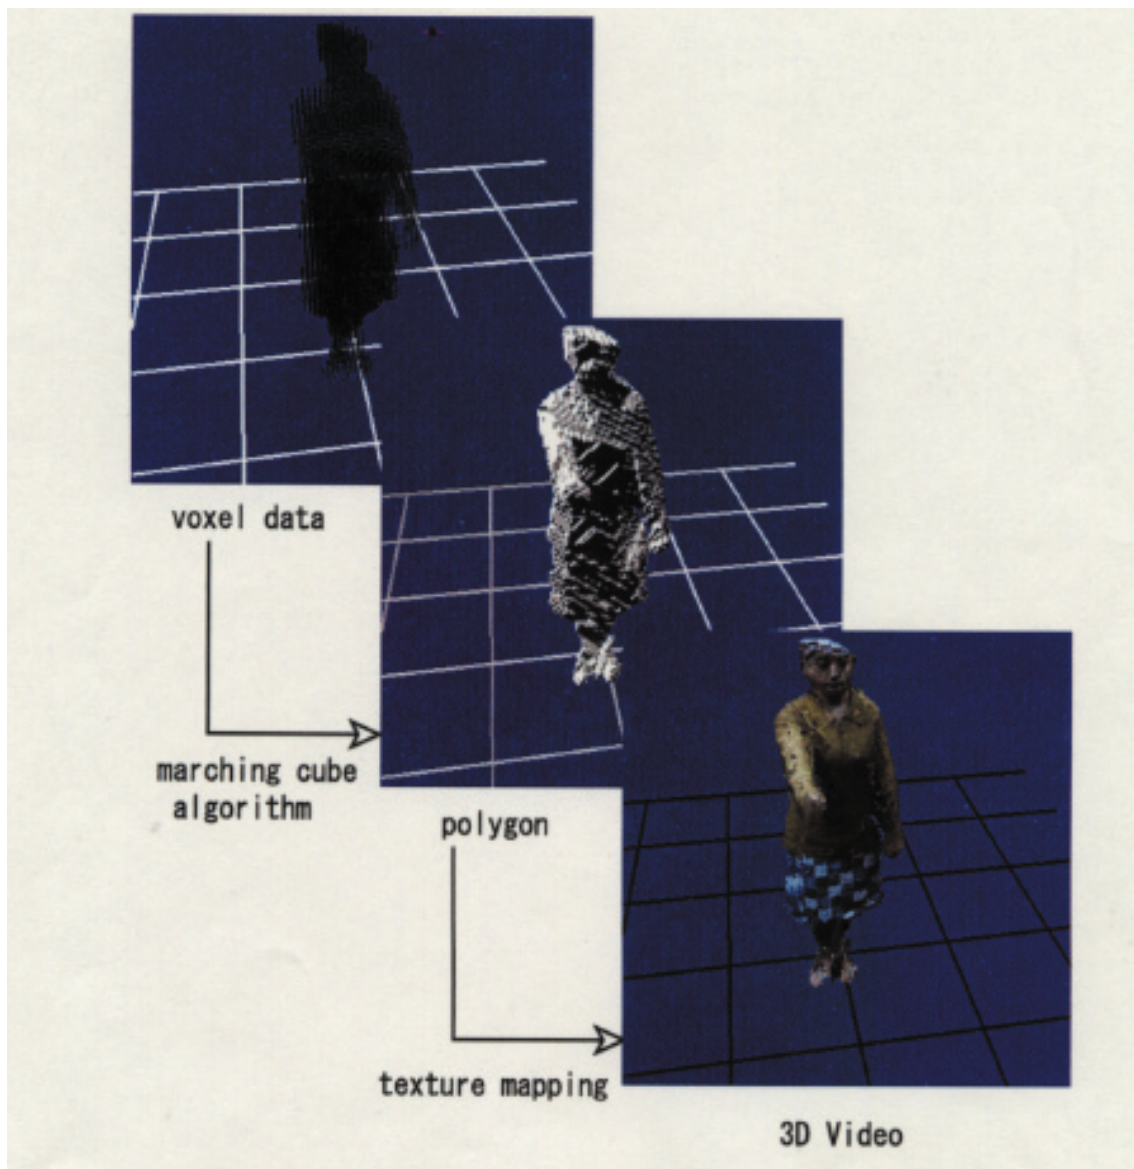 voxel data
marching cube
algorithm
polygon
texture mapping
3D Video